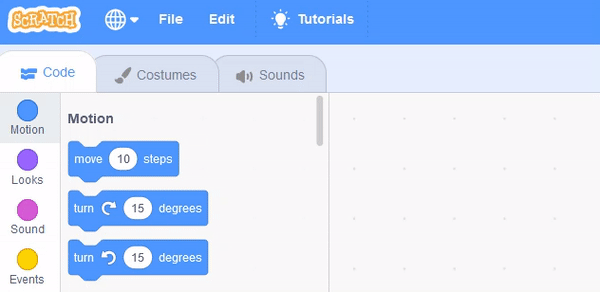 SCRATCH File Edit Tutorials
Code Costumes Sounds
Motion
Looks
Sound
Events
Motion
move 10 steps
turn 15 degrees
turn 15 degrees